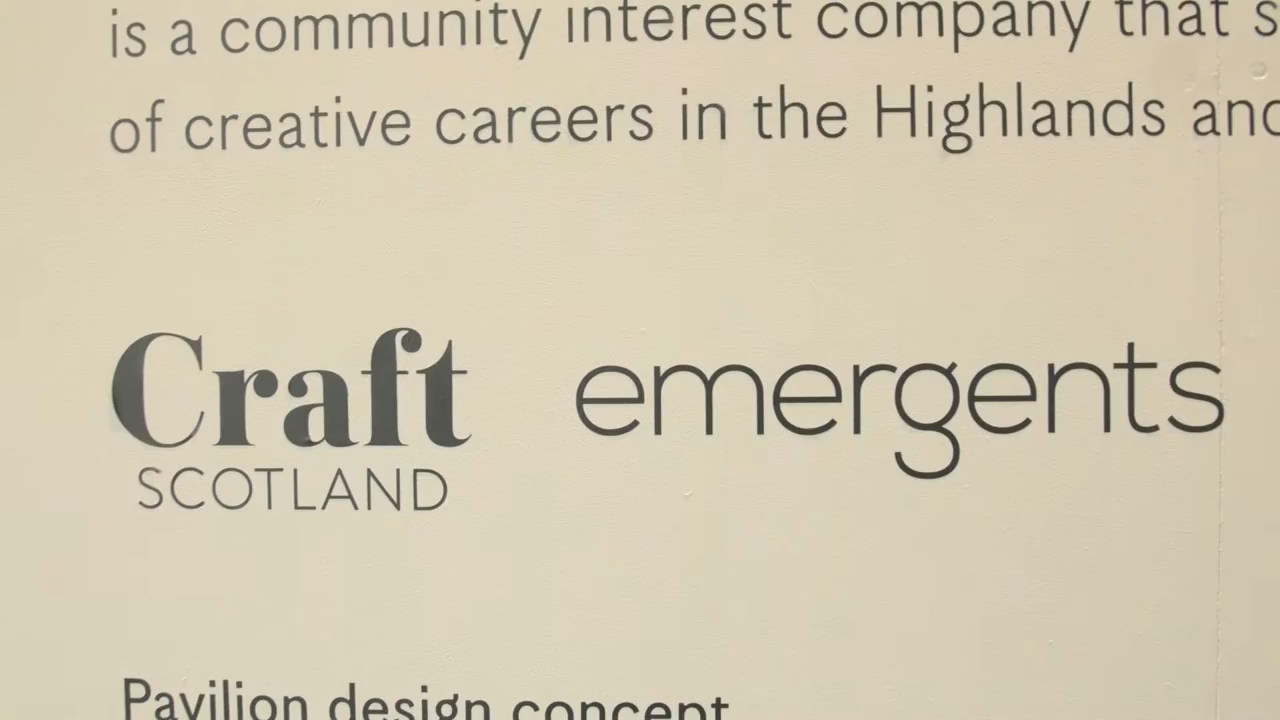 is a community interest company that
of creative careers in the Highlands and
Craft
SCOTLAND
emergents
Pavilion design concept